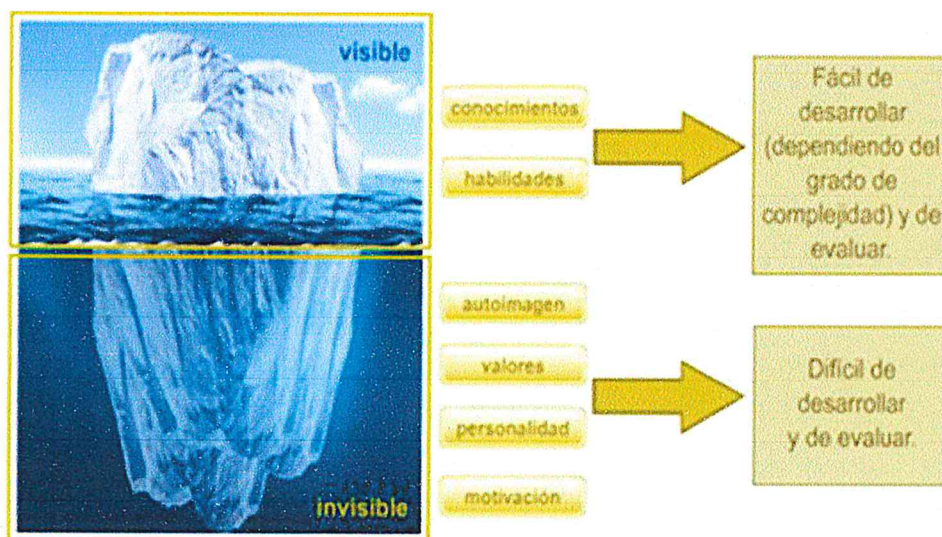 visible
conocimientos
habilidades
Fácil de
desarrollar
(dependiendo del
grado de
complejidad) y de
evaluar.
autoimagen
valores
personalidad
motivación
invisible
Difícil de
desarrollar
y de evaluar.